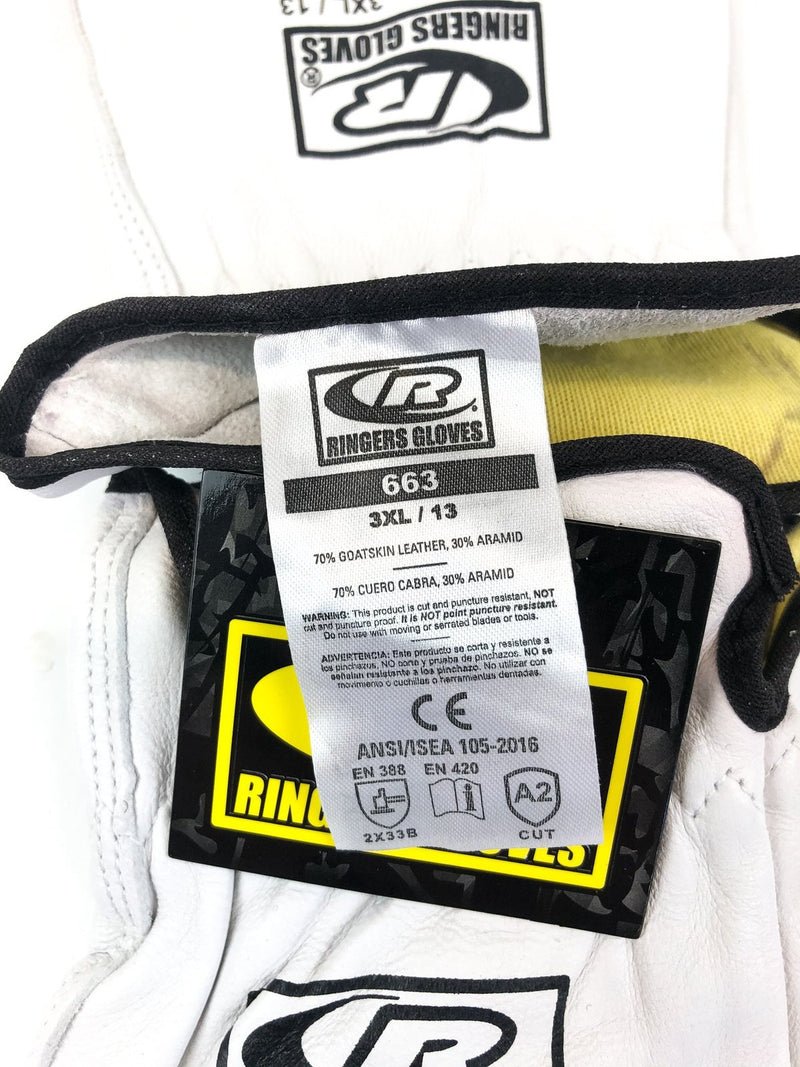 3XL / 13
RINGERS GLOVES
®
R
RINGERS GLOVES
663
3XL / 13
70% GOATSKIN LEATHER, 30% ARAMID
70% CUERO CABRA, 30% ARAMID
WARNING: This product is cut and puncture resistant, NOT
cut and puncture proof. It is NOT point puncture resistant.
Do not use with moving or serrated blades or tools.
ADVERTENCIA: Este producto se corta y resistente a
los pinchazos, NO corta y prueba de pinchazos. NO se
señalan resistente a los pinchazo. No utilizar con
movimiento o cuchillas o herramientas dentadas.
CE
ANSI/ISEA 105-2016
EN 388 EN 420
i
A2
2X33B
CUT
RING
OVES
R